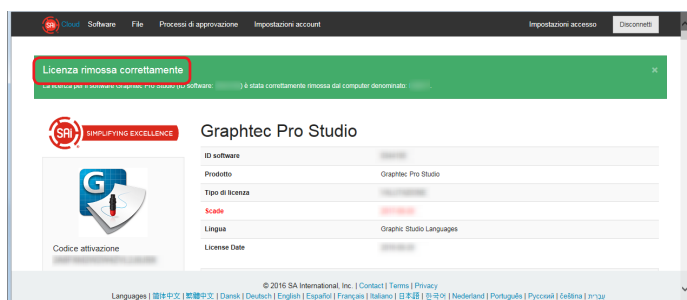 SAi Cloud Software File Processi di approvazione Impostazioni account Impostazioni accesso Disconnetti
Licenza rimossa correttamente ×
La licenza per il software Graphtec Pro Studio (ID software: ) è stata correttamente rimossa dal computer denominato: .
SAi SIMPLIFYING EXCELLENCE
Graphtec Pro Studio
ID software
Prodotto Graphtec Pro Studio
Tipo di licenza
Scade
Lingua Graphic Studio Languages
License Date
Codice attivazione
© 2016 SA International, Inc. | Contact | Terms | Privacy
Languages | 简体中文 | 繁體中文 | Dansk | Deutsch | English | Español | Français | Italiano | 日本語 | 한국어 | Nederland | Português | Русский | čeština | עברית